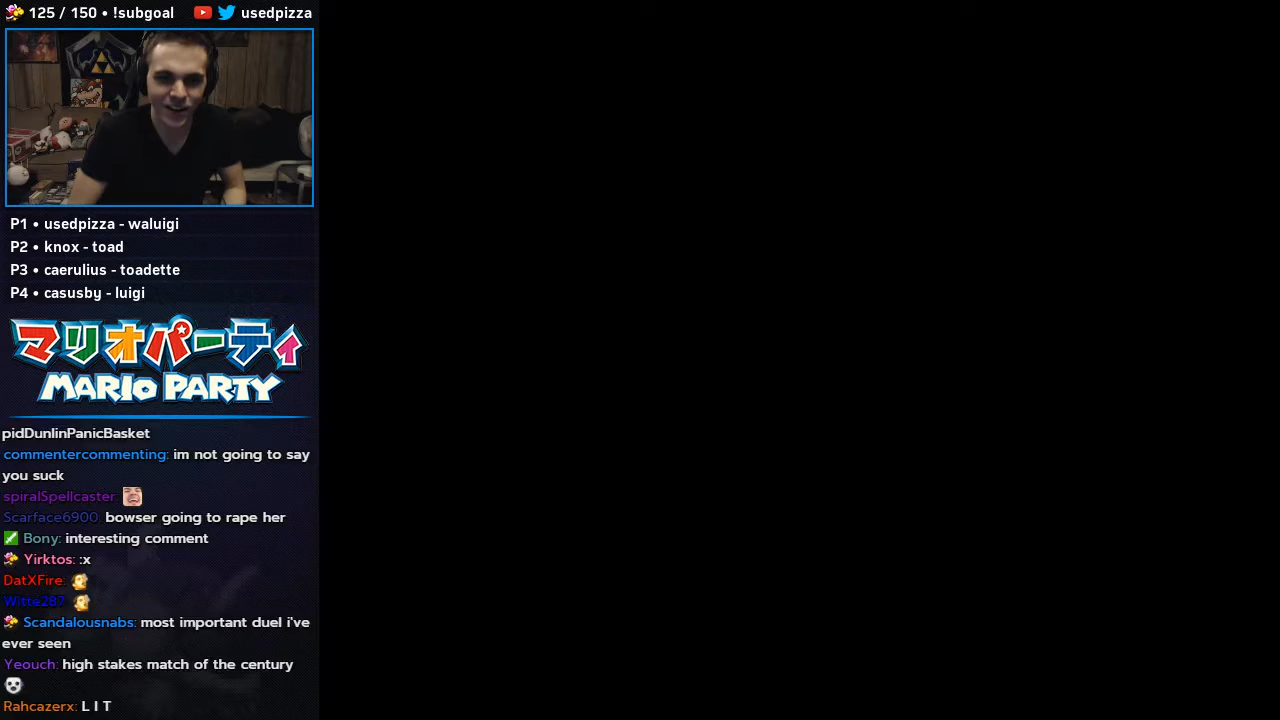 125 / 150 • !subgoal usedpizza
P1 • usedpizza - waluigi
P2 • knox - toad
P3 • caerulius - toadette
P4 • casusby - luigi
マリオパーティ
MARIO PARTY
pidDunlinPanicBasket
commentercommenting: im not going to say
you suck
spiralSpellcaster:
Scarface6900: bowser going to rape her
Bony: interesting comment
Yirktos: :x
DatXFire:
Witte287:
Scandalousnabs: most important duel i've
ever seen
Yeouch: high stakes match of the century
Rahcazerx: L I T